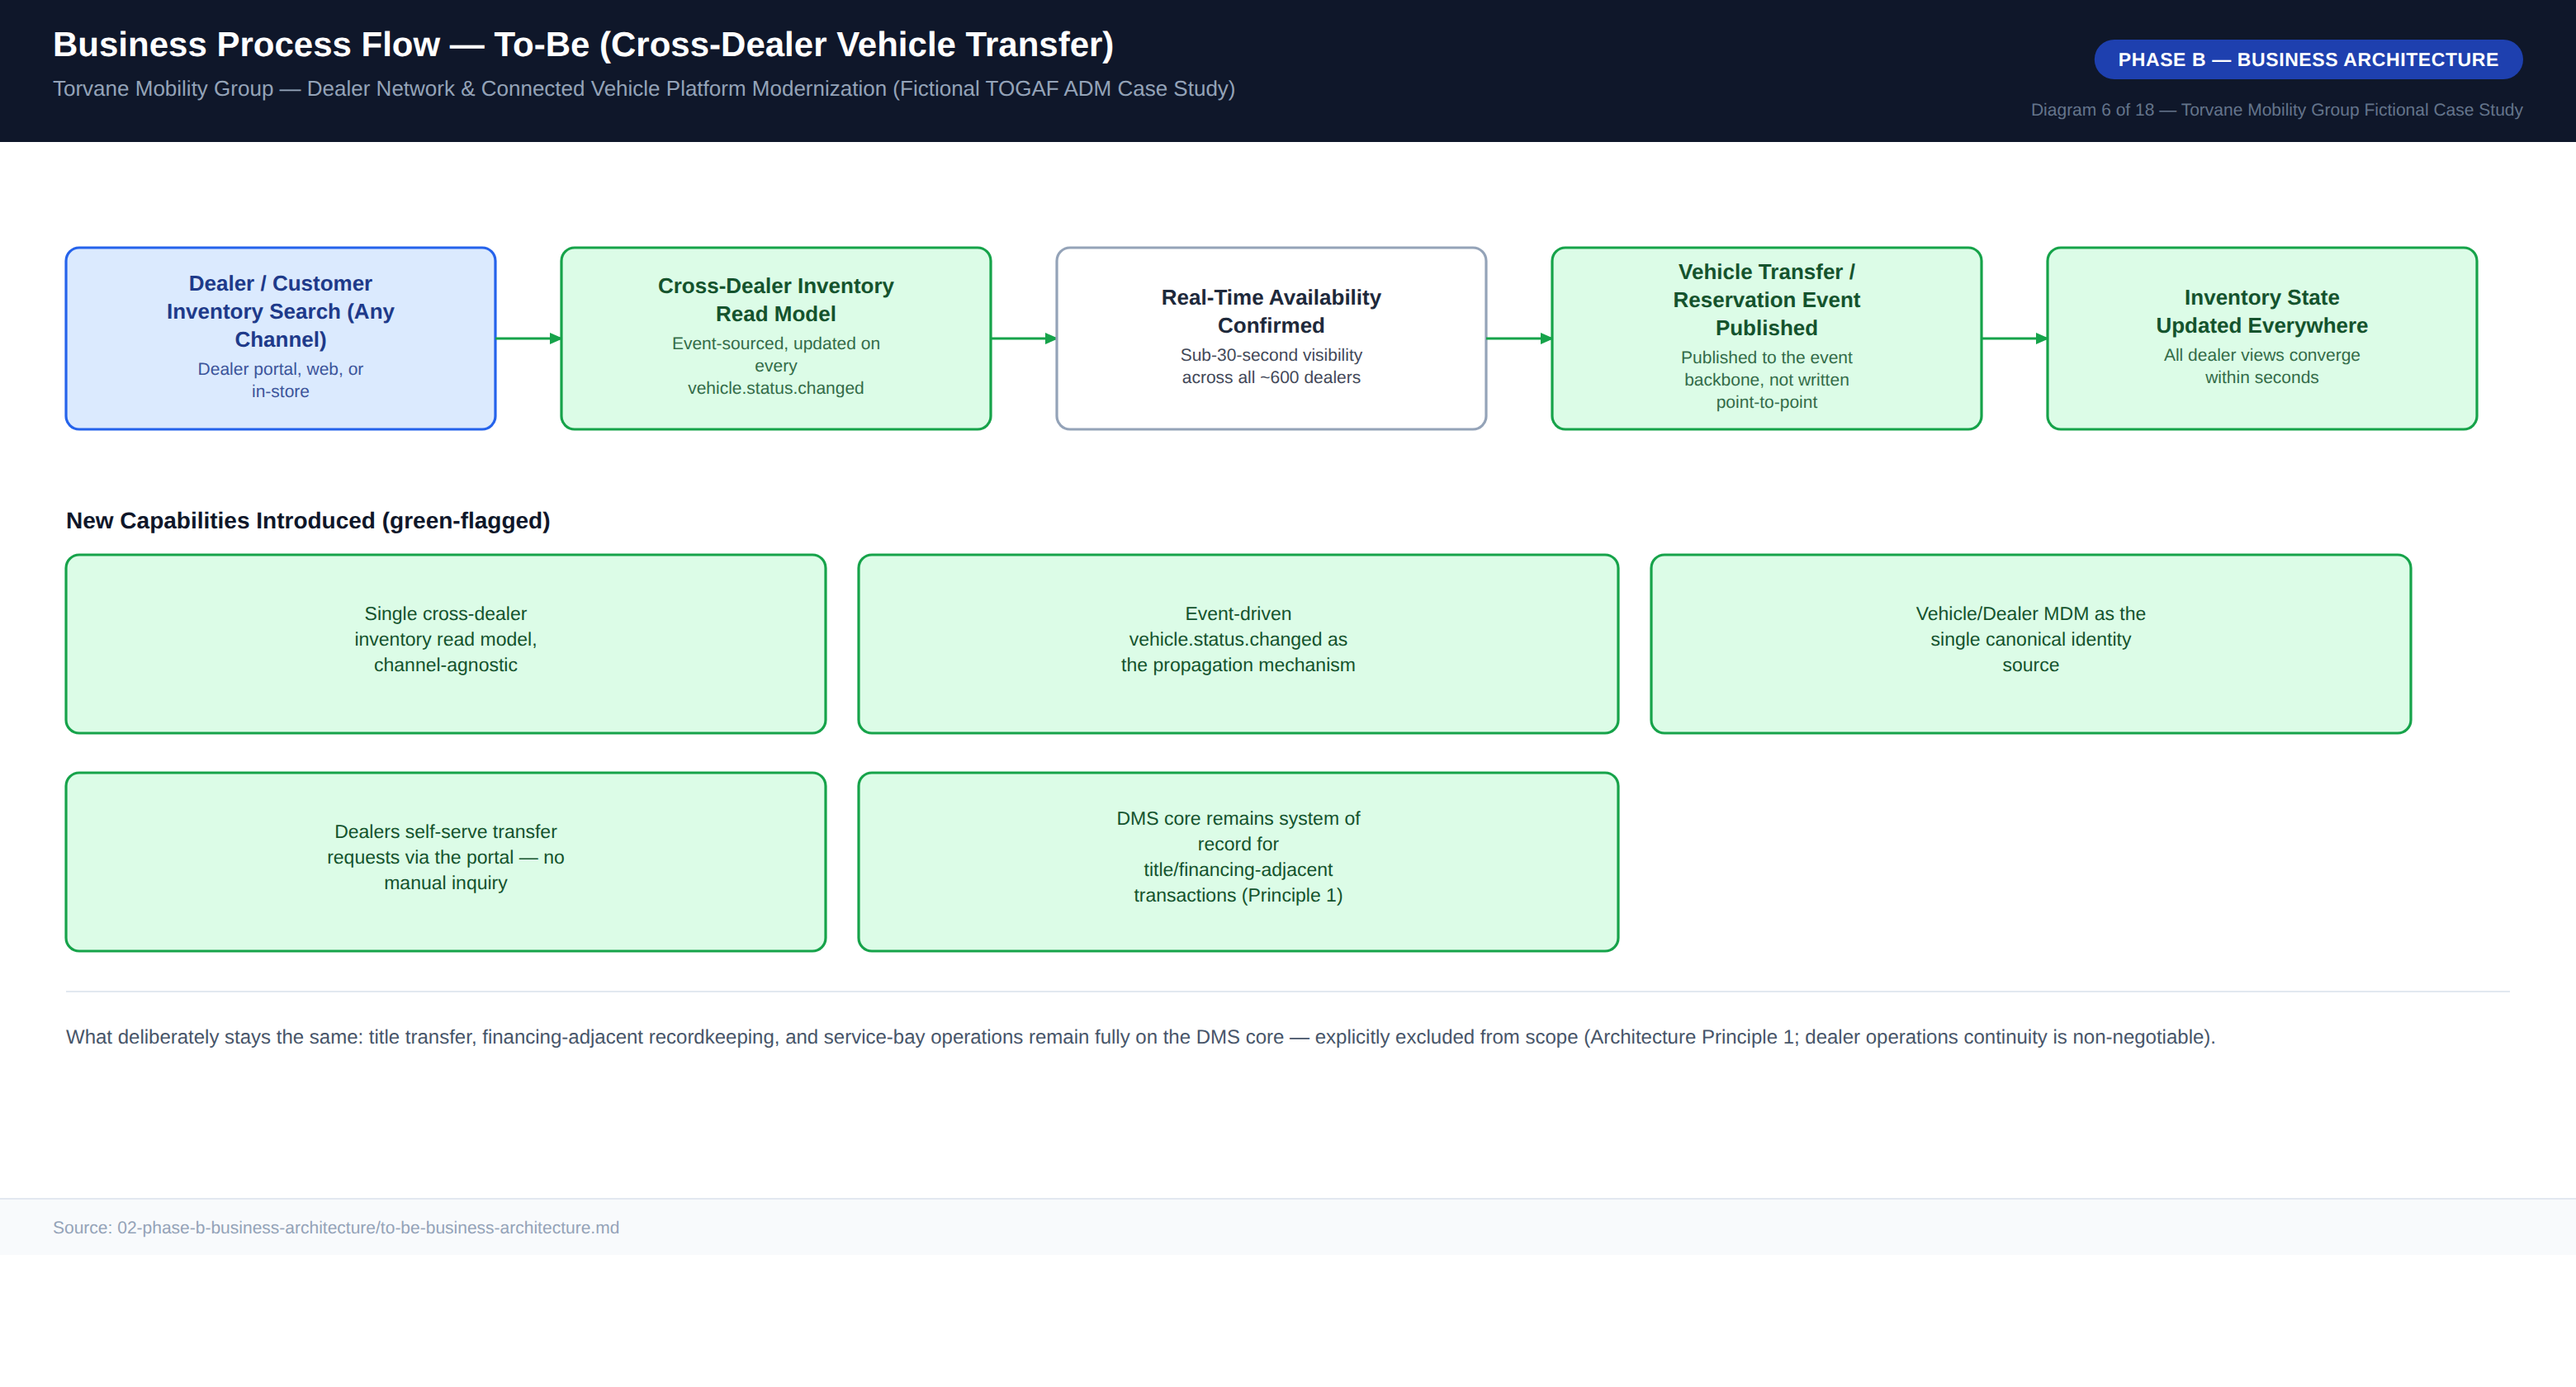 Business Process Flow — To-Be (Cross-Dealer Vehicle Transfer)
Torvane Mobility Group — Dealer Network & Connected Vehicle Platform Modernization (Fictional TOGAF ADM Case Study)
PHASE B — BUSINESS ARCHITECTURE
Diagram 6 of 18 — Torvane Mobility Group Fictional Case Study
Dealer / Customer
Inventory Search (Any
Channel)
Dealer portal, web, or
in-store
Cross-Dealer Inventory
Read Model
Event-sourced, updated on
every
vehicle.status.changed
Real-Time Availability
Confirmed
Sub-30-second visibility
across all ~600 dealers
Vehicle Transfer /
Reservation Event
Published
Published to the event
backbone, not written
point-to-point
Inventory State
Updated Everywhere
All dealer views converge
within seconds
New Capabilities Introduced (green-flagged)
Single cross-dealer
inventory read model,
channel-agnostic
Event-driven
vehicle.status.changed as
the propagation mechanism
Vehicle/Dealer MDM as the
single canonical identity
source
Dealers self-serve transfer
requests via the portal — no
manual inquiry
DMS core remains system of
record for
title/financing-adjacent
transactions (Principle 1)
What deliberately stays the same: title transfer, financing-adjacent recordkeeping, and service-bay operations remain fully on the DMS core — explicitly excluded from scope (Architecture Principle 1; dealer operations continuity is non-negotiable).
Source: 02-phase-b-business-architecture/to-be-business-architecture.md